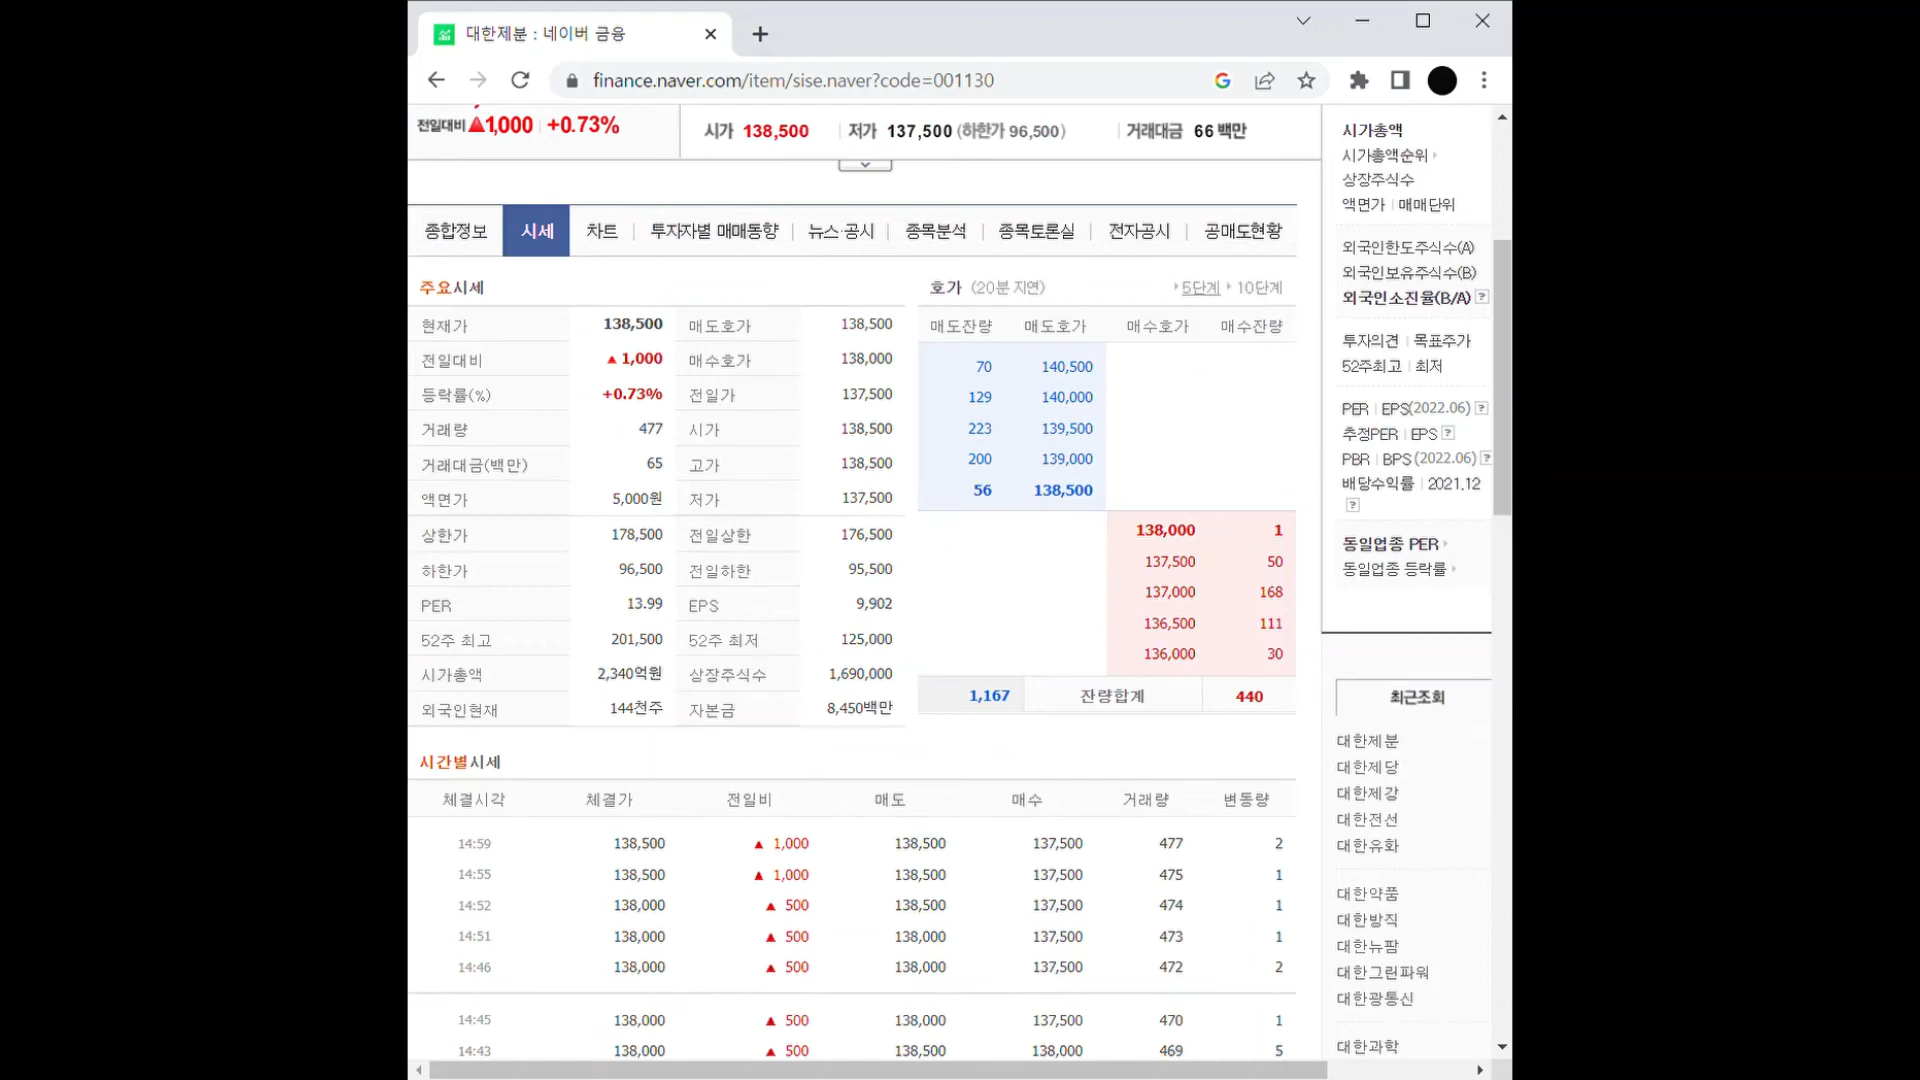 대한제분 : 네이버 금융
finance.naver.com/item/sise.naver?code=001130
전일대비 ▲1,000 +0.73%
시가 138,500 저가 137,500 (하한가 96,500) 거래대금 66 백만
종합정보 시세 차트 투자자별 매매동향 뉴스·공시 종목분석 종목토론실 전자공시 공매도현황
주요시세
현재가 138,500 매도호가 138,500
전일대비 ▲ 1,000 매수호가 138,000
등락률(%) +0.73% 전일가 137,500
거래량 477 시가 138,500
거래대금(백만) 65 고가 138,500
액면가 5,000원 저가 137,500
상한가 178,500 전일상한 176,500
하한가 96,500 전일하한 95,500
PER 13.99 EPS 9,902
52주 최고 201,500 52주 최저 125,000
시가총액 2,340억원 상장주식수 1,690,000
외국인현재 144천주 자본금 8,450백만
호가 (20분 지연) 5단계 10단계
매도잔량 매도호가 매수호가 매수잔량
70 140,500
129 140,000
223 139,500
200 139,000
56 138,500
138,000 1
137,500 50
137,000 168
136,500 111
136,000 30
1,167 잔량합계 440
시간별시세
체결시각 체결가 전일비 매도 매수 거래량 변동량
14:59 138,500 ▲ 1,000 138,500 137,500 477 2
14:55 138,500 ▲ 1,000 138,500 137,500 475 1
14:52 138,000 ▲ 500 138,500 137,500 474 1
14:51 138,000 ▲ 500 138,000 137,500 473 1
14:46 138,000 ▲ 500 138,000 137,500 472 2
14:45 138,000 ▲ 500 138,000 137,500 470 1
14:43 138,000 ▲ 500 138,500 138,000 469 5
시가총액
시가총액순위
상장주식수
액면가 매매단위
외국인한도주식수(A)
외국인보유주식수(B)
외국인소진율(B/A) ?
투자의견 목표주가
52주최고 최저
PER EPS(2022.06) ?
추정PER EPS ?
PBR BPS(2022.06) ?
배당수익률 2021.12
?
동일업종 PER
동일업종 등락률
최근조회
대한제분
대한제당
대한제강
대한전선
대한유화
대한약품
대한방직
대한뉴팜
대한그린파워
대한광통신
대한과학